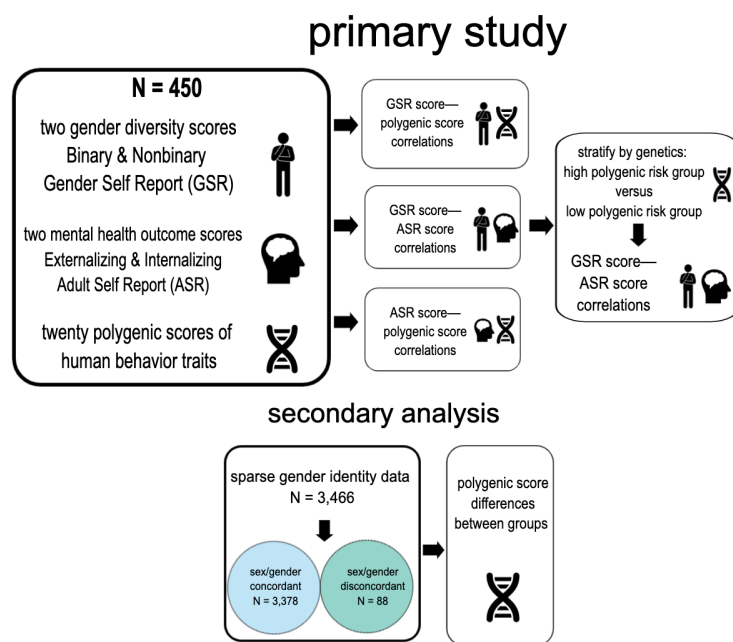 primary study
N = 450
two gender diversity scores
Binary & Nonbinary
Gender Self Report (GSR)
two mental health outcome scores
Externalizing & Internalizing
Adult Self Report (ASR)
twenty polygenic scores of
human behavior traits
GSR score—
polygenic score
correlations
GSR score—
ASR score
correlations
ASR score—
polygenic score
correlations
stratify by genetics:
high polygenic risk group
versus
low polygenic risk group
GSR score—
ASR score
correlations
secondary analysis
sparse gender identity data
N = 3,466
sex/gender
concordant
N = 3,378
sex/gender
disconcordant
N = 88
polygenic score
differences
between groups